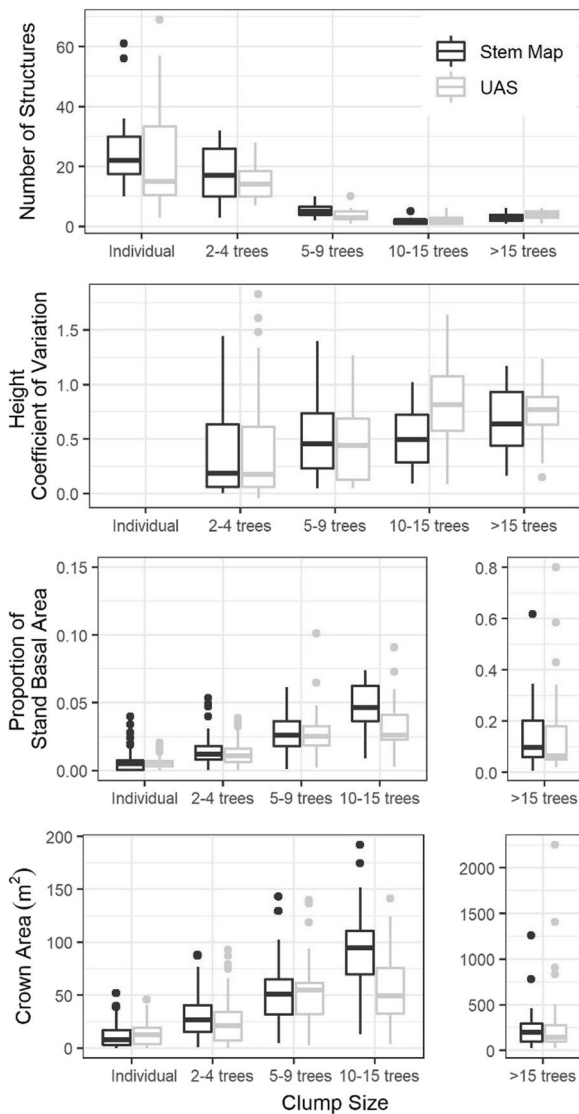 Number of Structures
60
40
20
0
Stem Map
UAS
Individual 2-4 trees 5-9 trees 10-15 trees >15 trees
Height
Coefficient of Variation
1.5
1.0
0.5
0.0
Individual 2-4 trees 5-9 trees 10-15 trees >15 trees
Proportion of
Stand Basal Area
0.15
0.10
0.05
0.00
Individual 2-4 trees 5-9 trees 10-15 trees
0.8
0.6
0.4
0.2
0.0
>15 trees
Crown Area (m²)
200
150
100
50
0
Individual 2-4 trees 5-9 trees 10-15 trees
2000
1500
1000
500
0
>15 trees
Clump Size